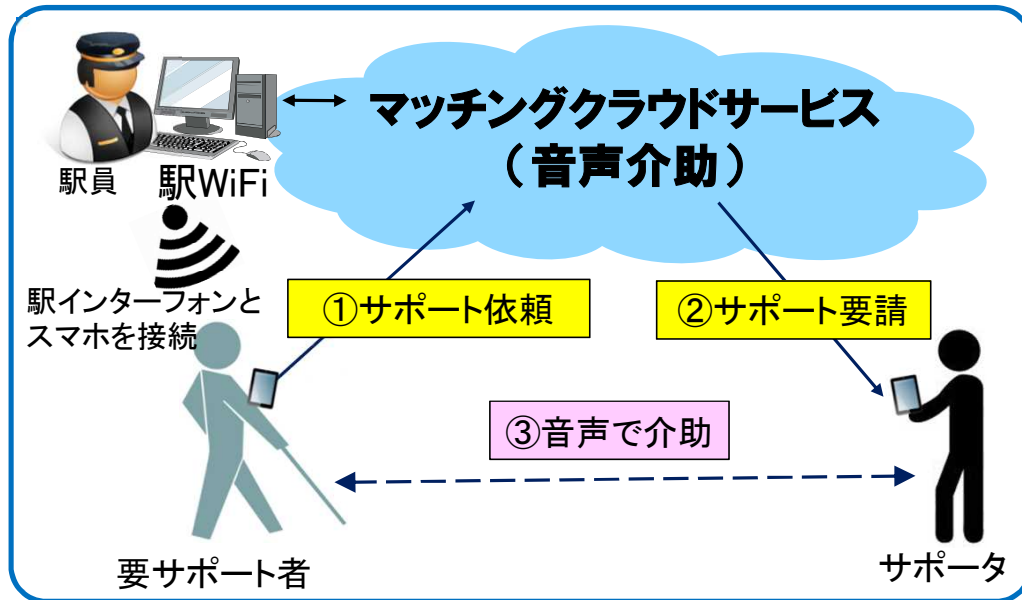 マッチングクラウドサービス
（音声介助）
駅員
駅WiFi
駅インターフォンと
スマホを接続
①サポート依頼
②サポート要請
③音声で介助
要サポート者
サポータ